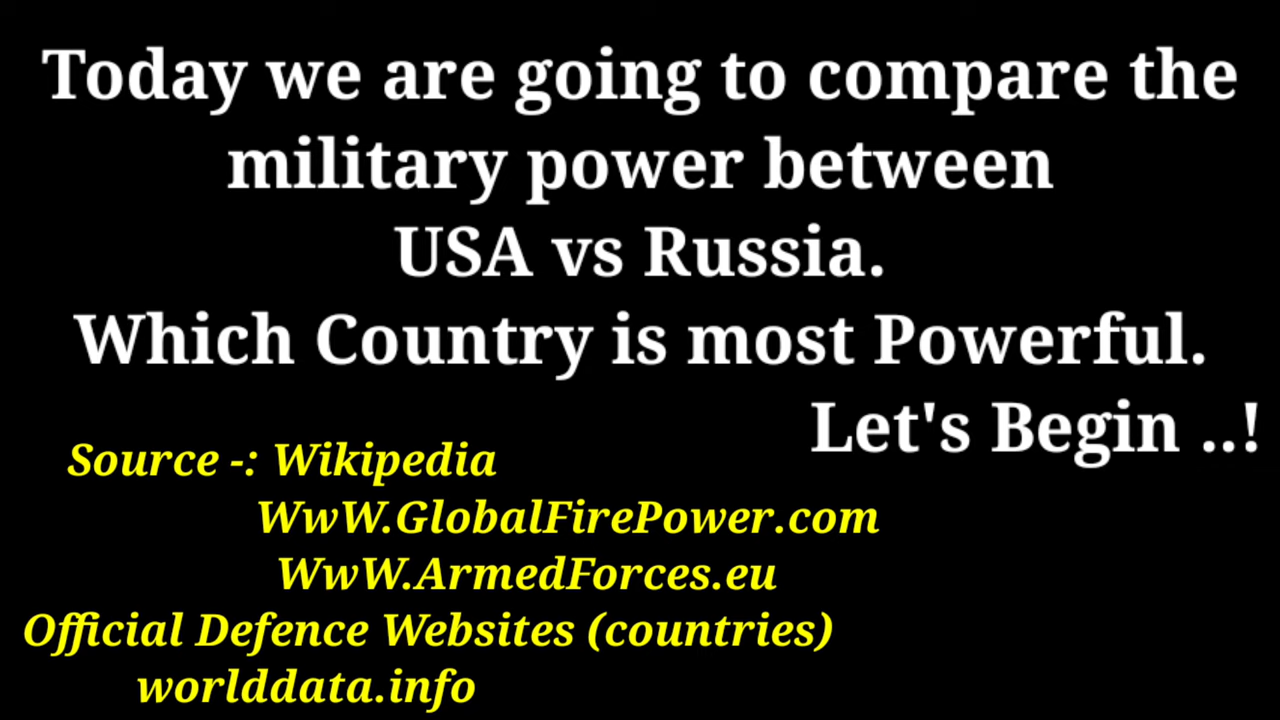 Today we are going to compare the
military power between
USA vs Russia.
Which Country is most Powerful.
Let's Begin ..!
Source -: Wikipedia
WwW.GlobalFirePower.com
WwW.ArmedForces.eu
Official Defence Websites (countries)
worlddata.info